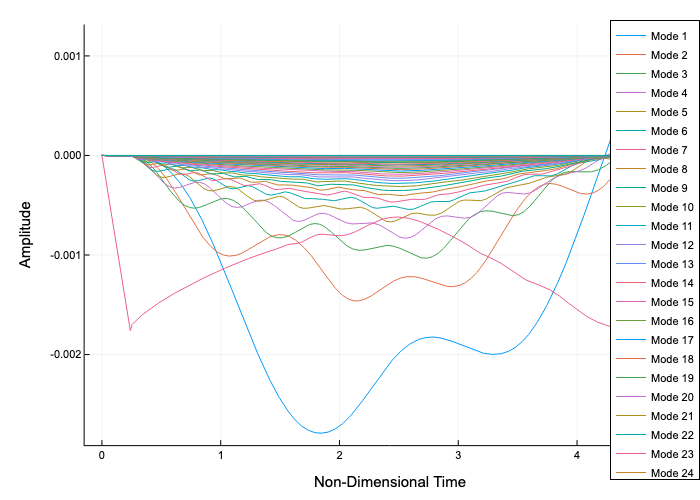 0.001
0.000
-0.001
-0.002
Amplitude
0
1
2
3
4
Non-Dimensional Time
Mode 1
Mode 2
Mode 3
Mode 4
Mode 5
Mode 6
Mode 7
Mode 8
Mode 9
Mode 10
Mode 11
Mode 12
Mode 13
Mode 14
Mode 15
Mode 16
Mode 17
Mode 18
Mode 19
Mode 20
Mode 21
Mode 22
Mode 23
Mode 24